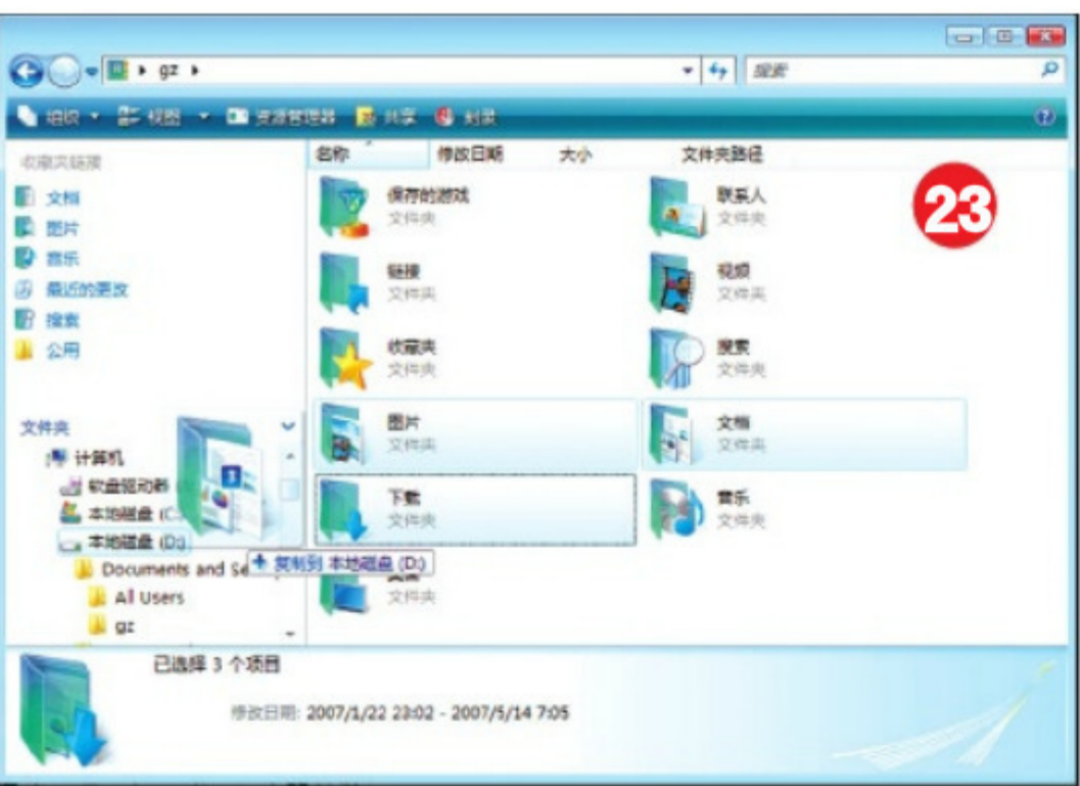 gz
搜索
组织 视图 资源管理器 共享 刻录
收藏夹链接
文档
图片
音乐
最近的更改
搜索
公用
文件夹
计算机
软盘驱动器
本地磁盘 (C:
本地磁盘 (D:)
Documents and Se
All Users
gz
名称 修改日期 大小 文件夹路径
23
保存的游戏
文件夹
联系人
文件夹
链接
文件夹
视频
文件夹
收藏夹
文件夹
搜索
文件夹
图片
文件夹
文档
文件夹
下载
文件夹
音乐
文件夹
文件夹
3
复制到 本地磁盘 (D:)
已选择 3 个项目
修改日期: 2007/1/22 23:02 - 2007/5/14 7:05